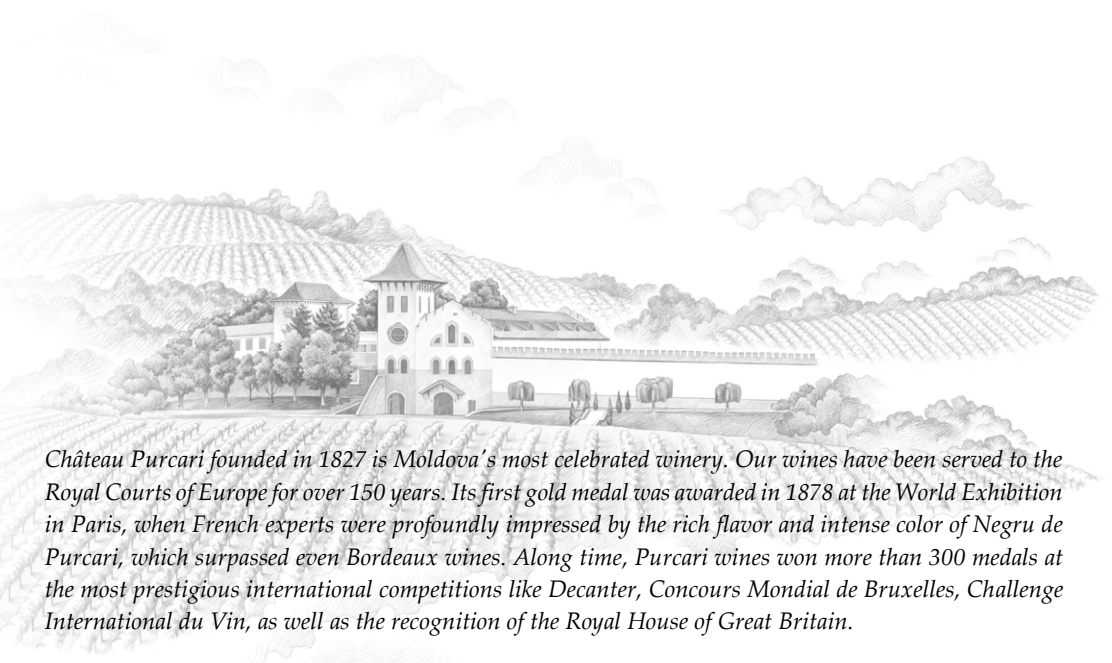 Château Purcari founded in 1827 is Moldova's most celebrated winery. Our wines have been served to the
Royal Courts of Europe for over 150 years. Its first gold medal was awarded in 1878 at the World Exhibition
in Paris, when French experts were profoundly impressed by the rich flavor and intense color of Negru de
Purcari, which surpassed even Bordeaux wines. Along time, Purcari wines won more than 300 medals at
the most prestigious international competitions like Decanter, Concours Mondial de Bruxelles, Challenge
International du Vin, as well as the recognition of the Royal House of Great Britain.